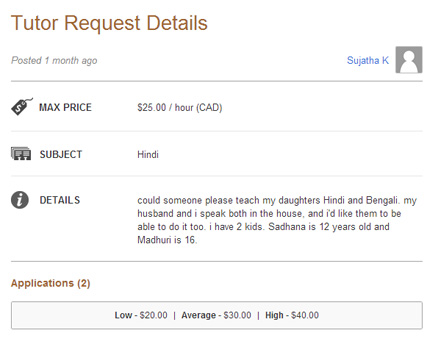 Tutor Request Details
Posted 1 month ago Sujatha K
MAX PRICE $25.00 / hour (CAD)
SUBJECT Hindi
DETAILS could someone please teach my daughters Hindi and Bengali. my
husband and i speak both in the house, and i'd like them to be
able to do it too. i have 2 kids. Sadhana is 12 years old and
Madhuri is 16.
Applications (2)
Low - $20.00 | Average - $30.00 | High - $40.00